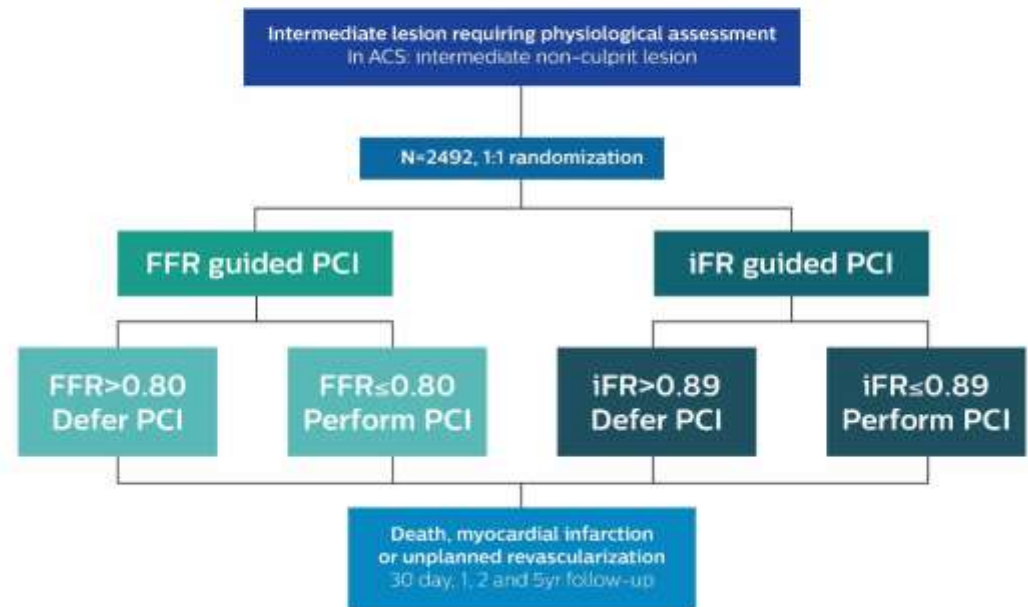 Intermediate lesion requiring physiological assessment
In ACS: intermediate non-culprit lesion
N=2492, 1:1 randomization
FFR guided PCI
iFR guided PCI
FFR>0.80
Defer PCI
FFR≤0.80
Perform PCI
iFR>0.89
Defer PCI
iFR≤0.89
Perform PCI
Death, myocardial infarction
or unplanned revascularization
30 day, 1, 2 and 5yr follow-up